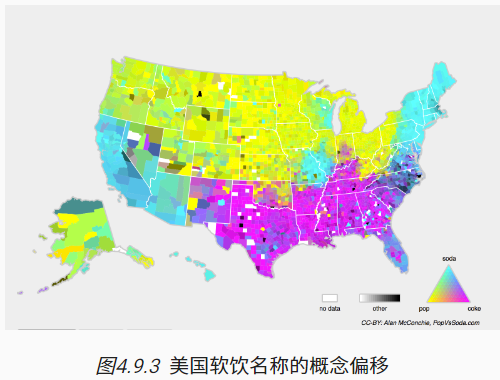 soda
no data
other
pop
coke
CC-BY: Alan McConchie, PopVsSoda.com
图4.9.3 美国软饮名称的概念偏移